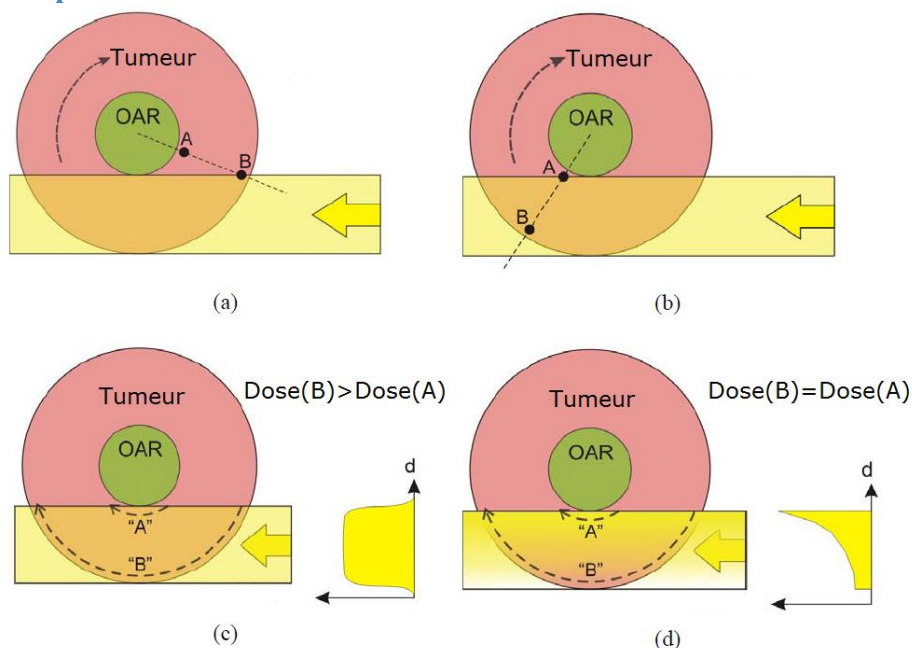 Tumeur
OAR
A
B
(a)
Tumeur
OAR
A
B
(b)
Tumeur
Dose(B)>Dose(A)
OAR
d
"A"
"B"
(c)
Tumeur
Dose(B)=Dose(A)
OAR
d
"A"
"B"
(d)